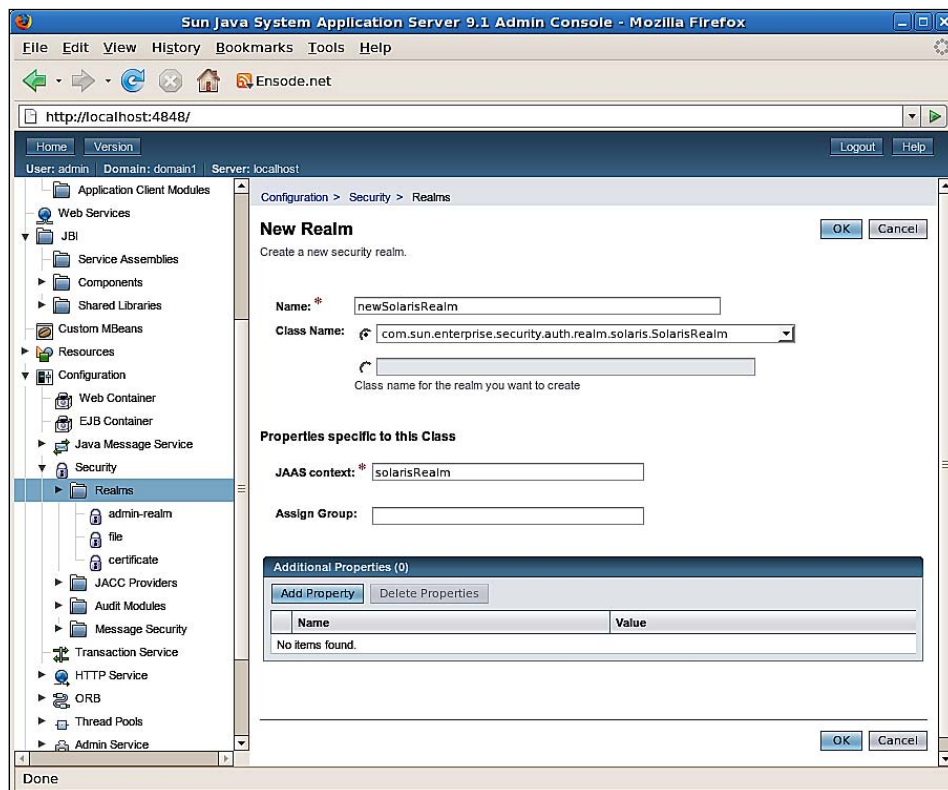 Sun Java System Application Server 9.1 Admin Console - Mozilla Firefox
File Edit View History Bookmarks Tools Help
Ensode.net
http://localhost:4848/
Home Version Logout Help
User: admin Domain: domain1 Server: localhost
Application Client Modules
Web Services
JBI
Service Assemblies
Components
Shared Libraries
Custom MBeans
Resources
Configuration
Web Container
EJB Container
Java Message Service
Security
Realms
admin-realm
file
certificate
JACC Providers
Audit Modules
Message Security
Transaction Service
HTTP Service
ORB
Thread Pools
Admin Service
Configuration > Security > Realms
New Realm OK Cancel
Create a new security realm.
Name: * newSolarisRealm
Class Name: com.sun.enterprise.security.auth.realm.solaris.SolarisRealm
Class name for the realm you want to create
Properties specific to this Class
JAAS context: * solarisRealm
Assign Group:
Additional Properties (0)
Add Property Delete Properties
Name Value
No items found.
OK Cancel
Done